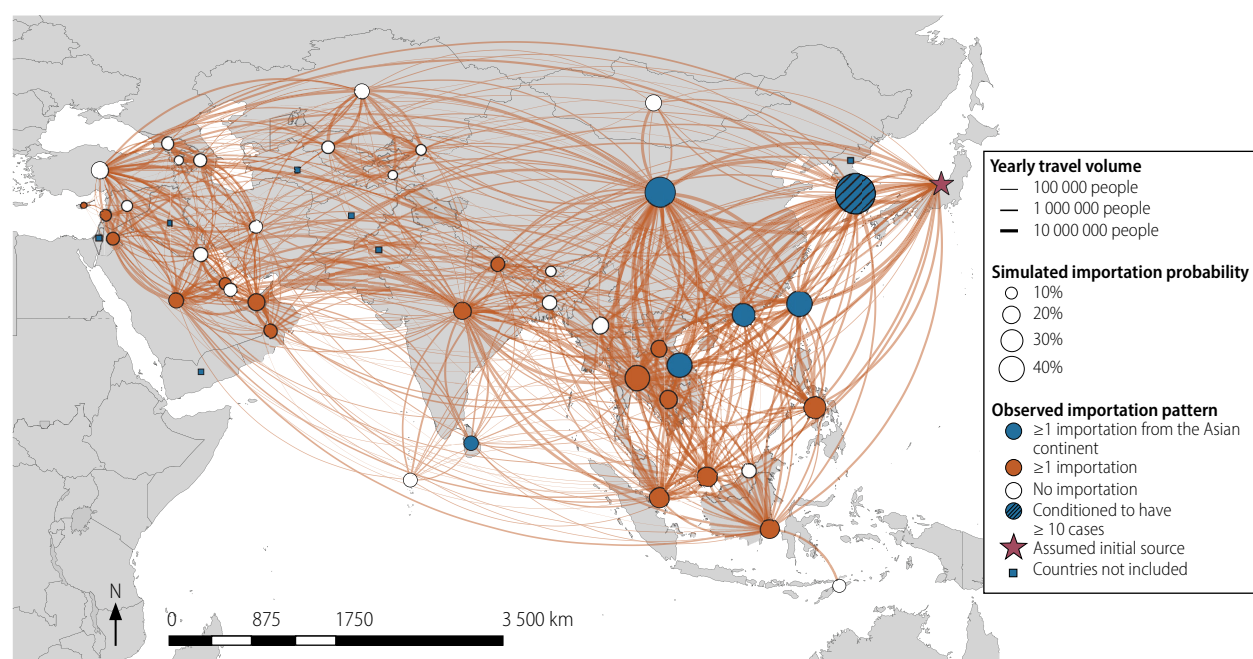 Yearly travel volume
100 000 people
1 000 000 people
10 000 000 people
Simulated importation probability
10%
20%
30%
40%
Observed importation pattern
≥1 importation from the Asian
continent
≥1 importation
No importation
Conditioned to have
≥ 10 cases
Assumed initial source
Countries not included
N
0 875 1750 3 500 km